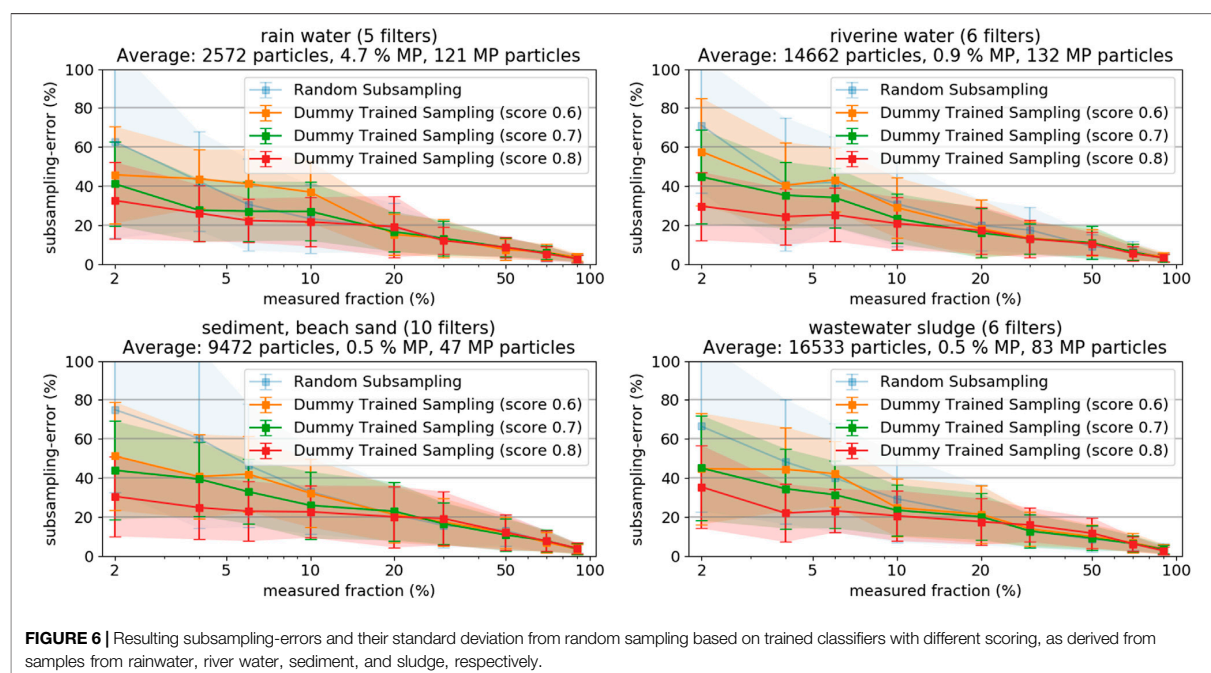 rain water (5 filters)
Average: 2572 particles, 4.7 % MP, 121 MP particles
subsampling-error (%)
100
80
60
40
20
0
Random Subsampling
Dummy Trained Sampling (score 0.6)
Dummy Trained Sampling (score 0.7)
Dummy Trained Sampling (score 0.8)
2
5
10
20
50
100
measured fraction (%)
riverine water (6 filters)
Average: 14662 particles, 0.9 % MP, 132 MP particles
subsampling-error (%)
100
80
60
40
20
0
Random Subsampling
Dummy Trained Sampling (score 0.6)
Dummy Trained Sampling (score 0.7)
Dummy Trained Sampling (score 0.8)
2
5
10
20
50
100
measured fraction (%)
sediment, beach sand (10 filters)
Average: 9472 particles, 0.5 % MP, 47 MP particles
subsampling-error (%)
100
80
60
40
20
0
Random Subsampling
Dummy Trained Sampling (score 0.6)
Dummy Trained Sampling (score 0.7)
Dummy Trained Sampling (score 0.8)
2
5
10
20
50
100
measured fraction (%)
wastewater sludge (6 filters)
Average: 16533 particles, 0.5 % MP, 83 MP particles
subsampling-error (%)
100
80
60
40
20
0
Random Subsampling
Dummy Trained Sampling (score 0.6)
Dummy Trained Sampling (score 0.7)
Dummy Trained Sampling (score 0.8)
2
5
10
20
50
100
measured fraction (%)
FIGURE 6 | Resulting subsampling-errors and their standard deviation from random sampling based on trained classifiers with different scoring, as derived from
samples from rainwater, river water, sediment, and sludge, respectively.